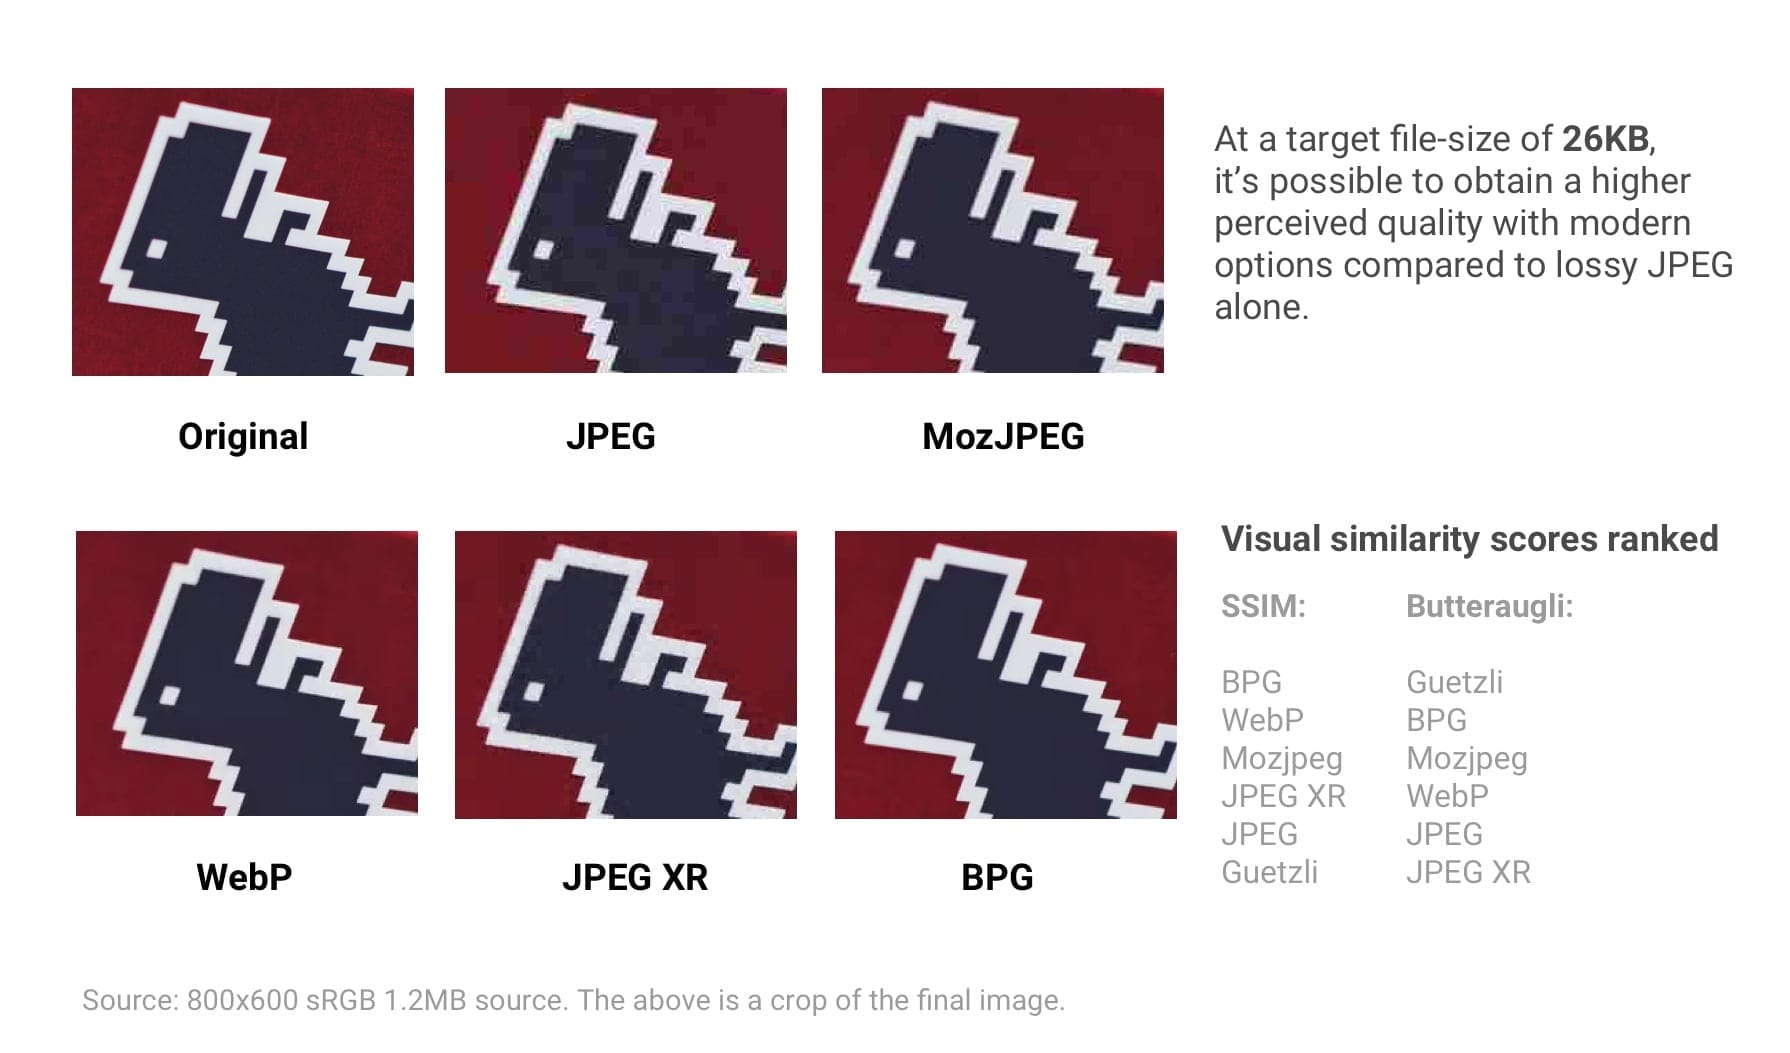 At a target file-size of 26KB,
it’s possible to obtain a higher
perceived quality with modern
options compared to lossy JPEG
alone.
Original
JPEG
MozJPEG
WebP
JPEG XR
BPG
Visual similarity scores ranked
SSIM:
BPG
WebP
Mozjpeg
JPEG XR
JPEG
Guetzli
Butteraugli:
Guetzli
BPG
Mozjpeg
WebP
JPEG
JPEG XR
Source: 800x600 sRGB 1.2MB source. The above is a crop of the final image.